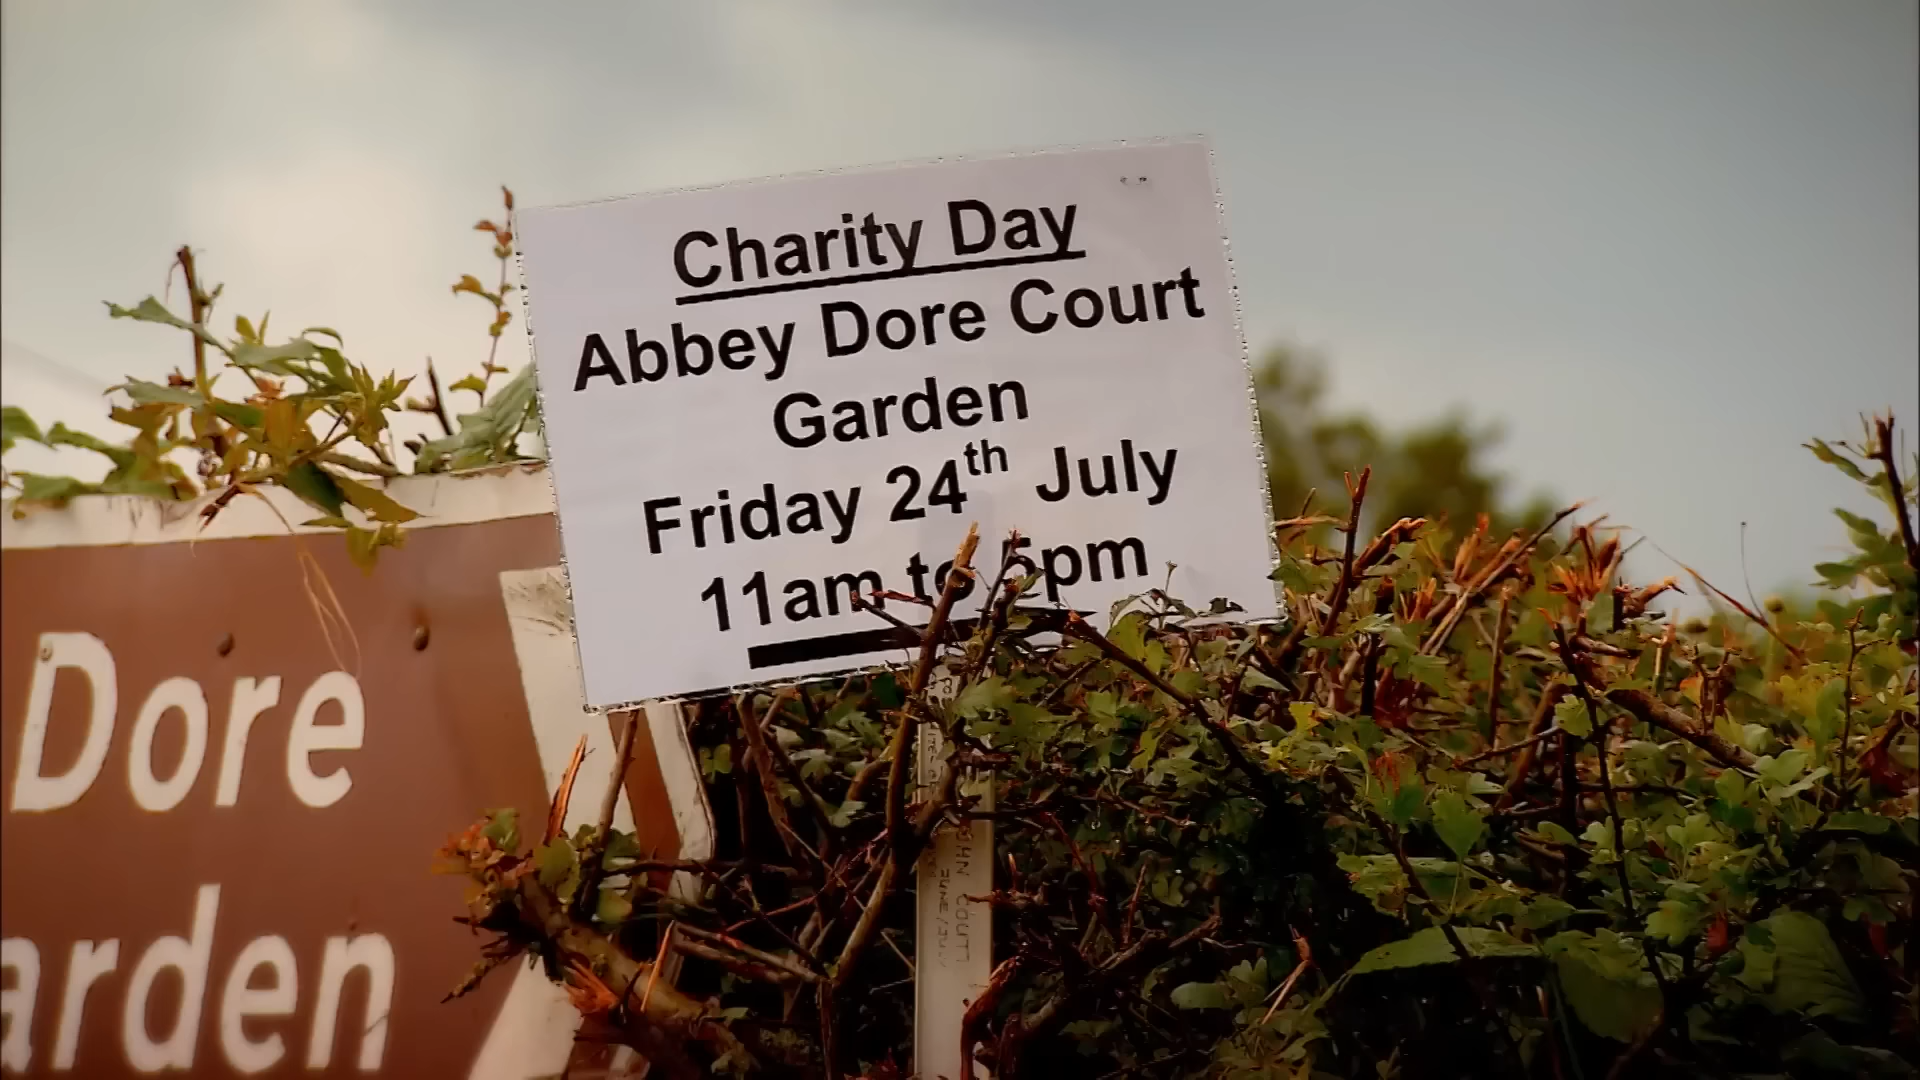 Charity Day
Abbey Dore Court
Garden
Friday 24th July
11am to 5pm
Dore
arden